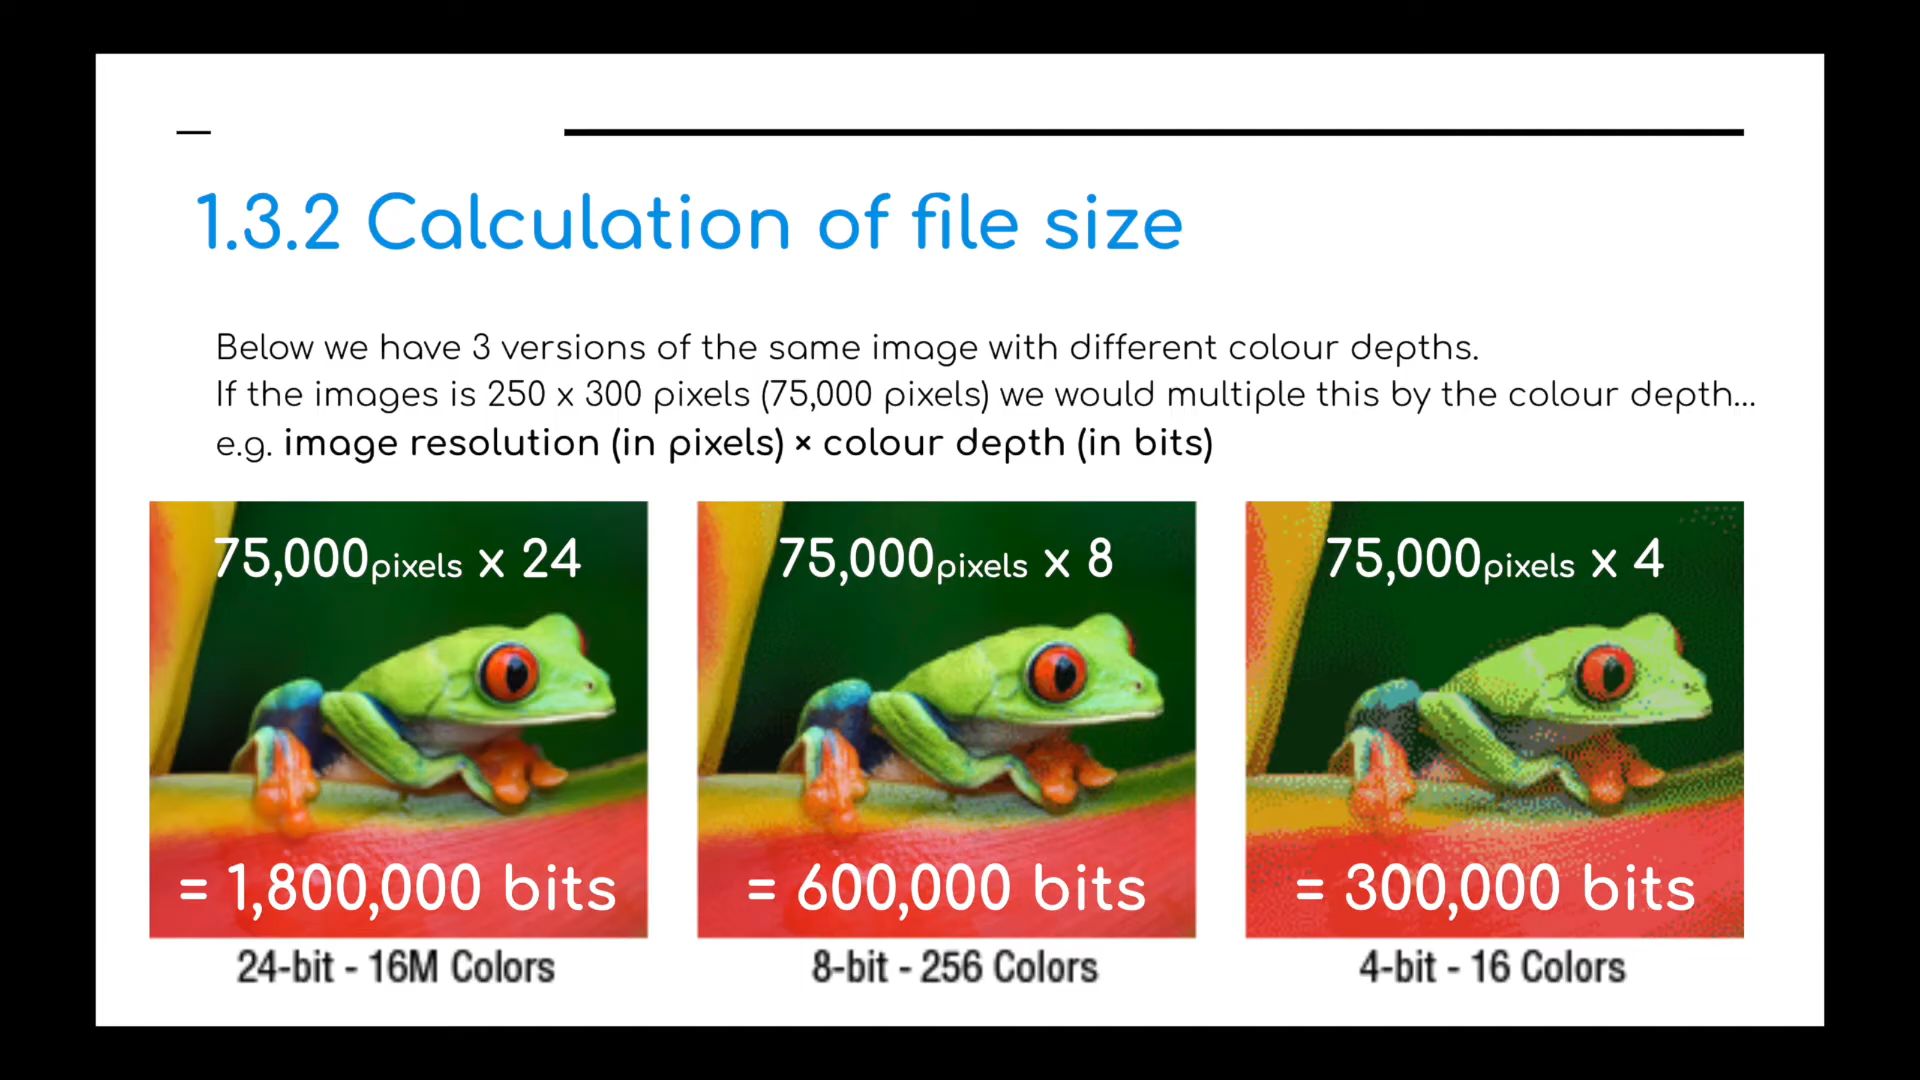 1.3.2 Calculation of file size
Below we have 3 versions of the same image with different colour depths.
If the images is 250 x 300 pixels (75,000 pixels) we would multiple this by the colour depth...
e.g. image resolution (in pixels) × colour depth (in bits)
75,000pixels x 24
= 1,800,000 bits
24-bit - 16M Colors
75,000pixels x 8
= 600,000 bits
8-bit - 256 Colors
75,000pixels x 4
= 300,000 bits
4-bit - 16 Colors